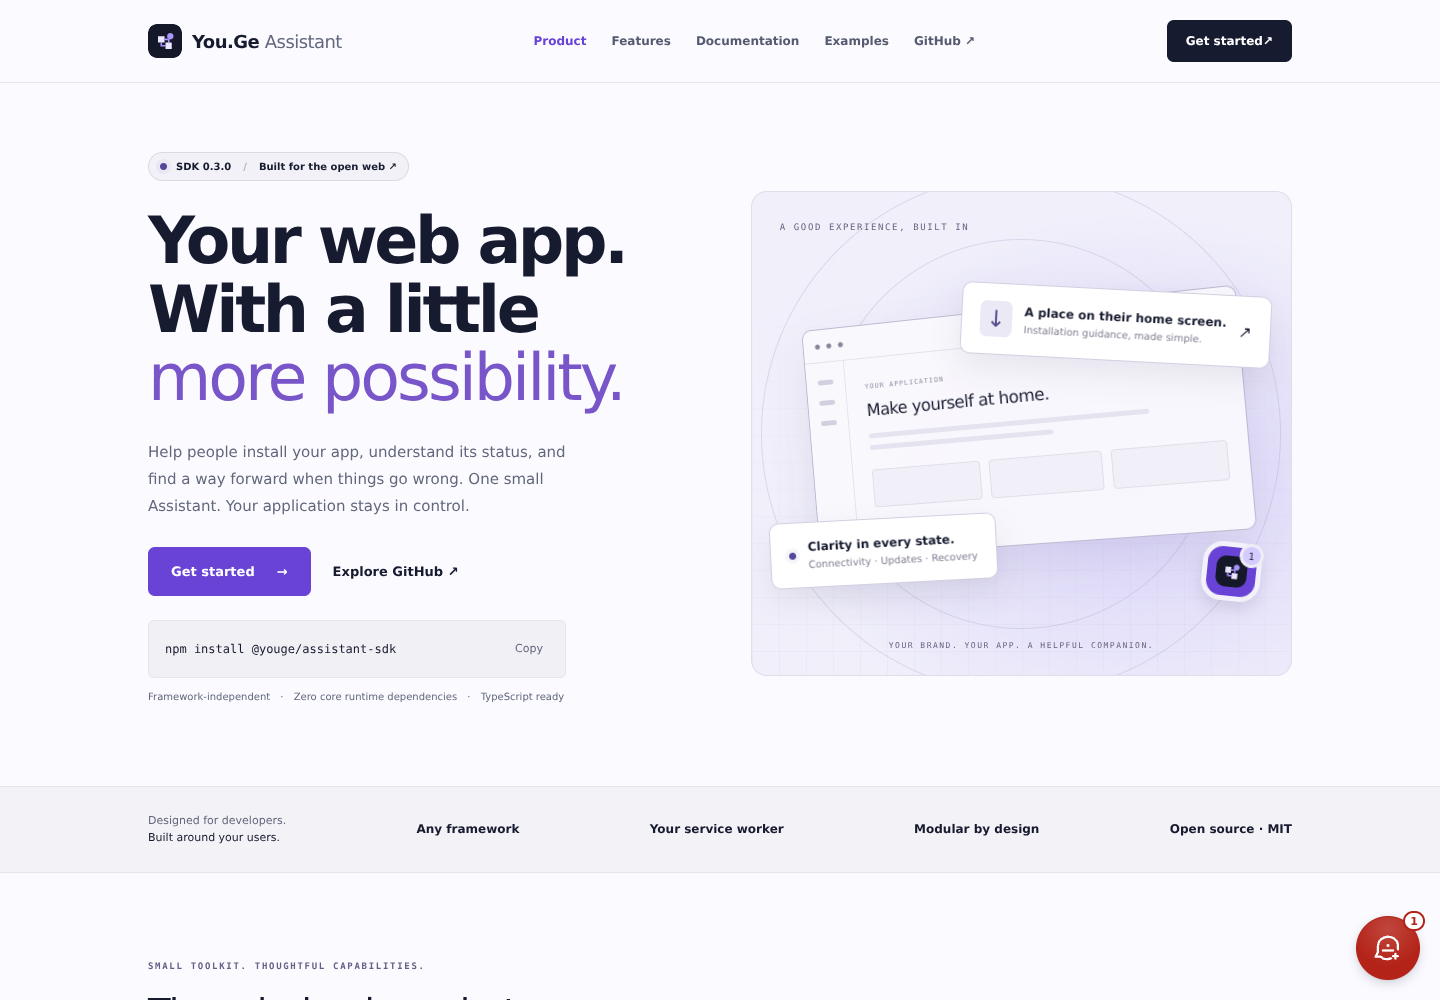 You.Ge Assistant
Product
Features
Documentation
Examples
GitHub ↗
Get started↗
SDK 0.3.0 / Built for the open web ↗
Your web app.
With a little
more possibility.
Help people install your app, understand its status, and
find a way forward when things go wrong. One small
Assistant. Your application stays in control.
Get started →
Explore GitHub ↗
npm install @youge/assistant-sdk
Copy
Framework-independent · Zero core runtime dependencies · TypeScript ready
A GOOD EXPERIENCE, BUILT IN
A place on their home screen. ↗
Installation guidance, made simple.
YOUR APPLICATION
Make yourself at home.
Clarity in every state.
Connectivity · Updates · Recovery
1
YOUR BRAND. YOUR APP. A HELPFUL COMPANION.
Designed for developers.
Built around your users.
Any framework
Your service worker
Modular by design
Open source · MIT
1
SMALL TOOLKIT. THOUGHTFUL CAPABILITIES.